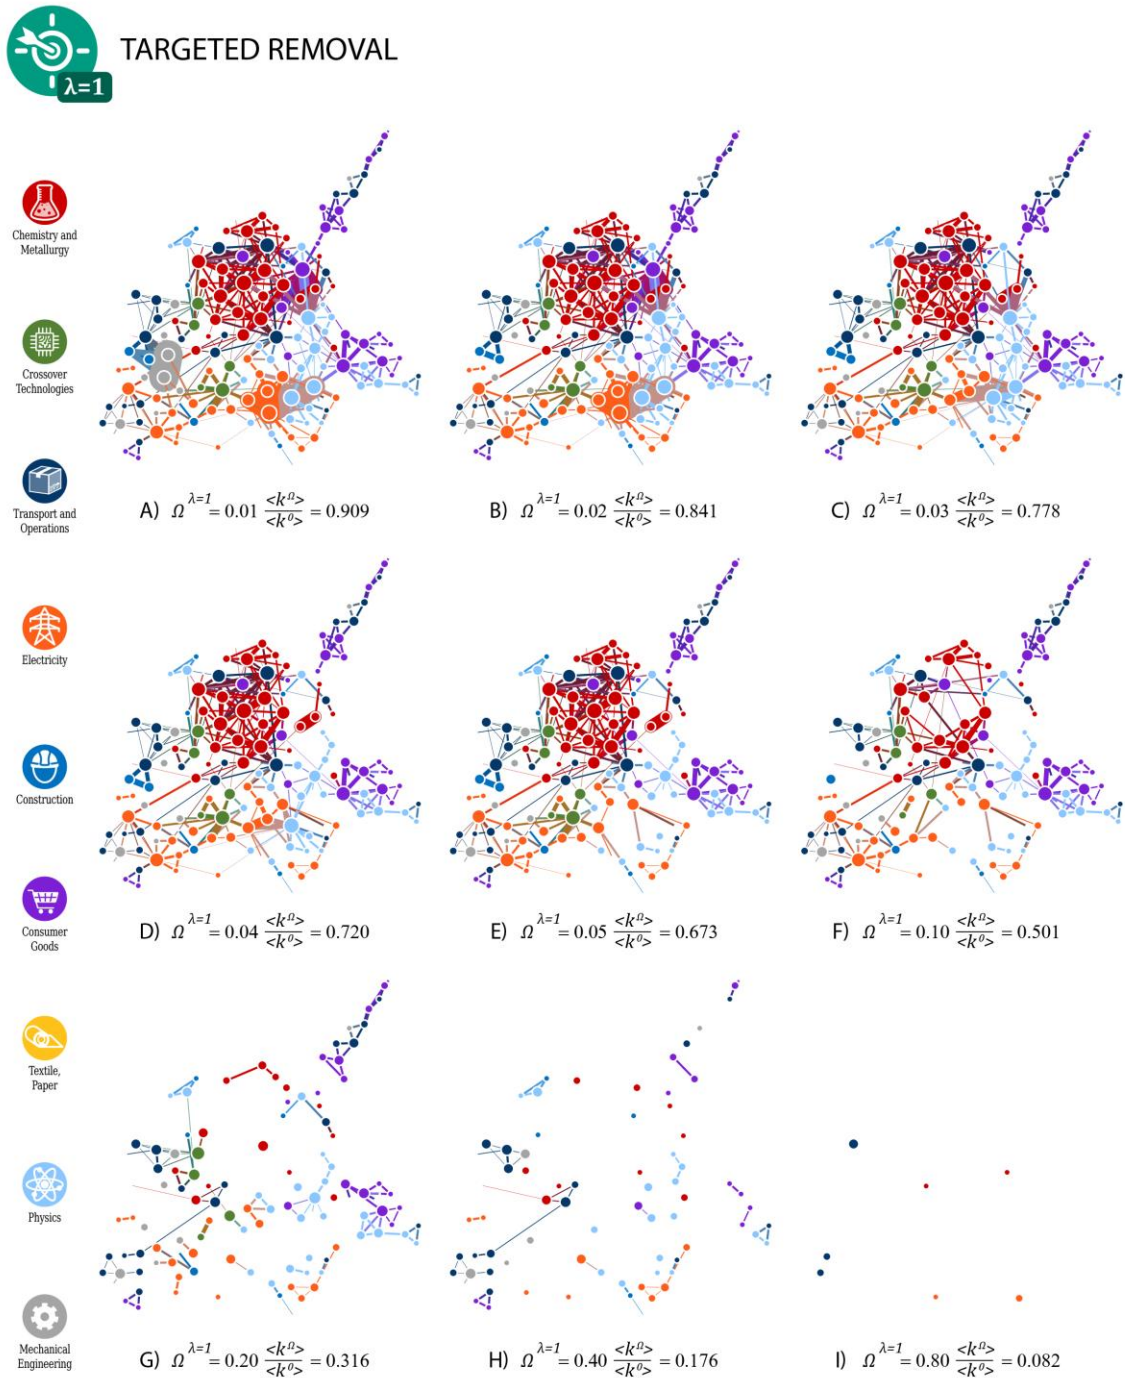 TARGETED REMOVAL
λ=1
Chemistry and
Metallurgy
Crossover
Technologies
Transport and
Operations
Electricity
Construction
Consumer
Goods
Textile,
Paper
Physics
Mechanical
Engineering
A) Ω^λ=1 = 0.01 <k^Ω>/<k^0> = 0.909
B) Ω^λ=1 = 0.02 <k^Ω>/<k^0> = 0.841
C) Ω^λ=1 = 0.03 <k^Ω>/<k^0> = 0.778
D) Ω^λ=1 = 0.04 <k^Ω>/<k^0> = 0.720
E) Ω^λ=1 = 0.05 <k^Ω>/<k^0> = 0.673
F) Ω^λ=1 = 0.10 <k^Ω>/<k^0> = 0.501
G) Ω^λ=1 = 0.20 <k^Ω>/<k^0> = 0.316
H) Ω^λ=1 = 0.40 <k^Ω>/<k^0> = 0.176
I) Ω^λ=1 = 0.80 <k^Ω>/<k^0> = 0.082